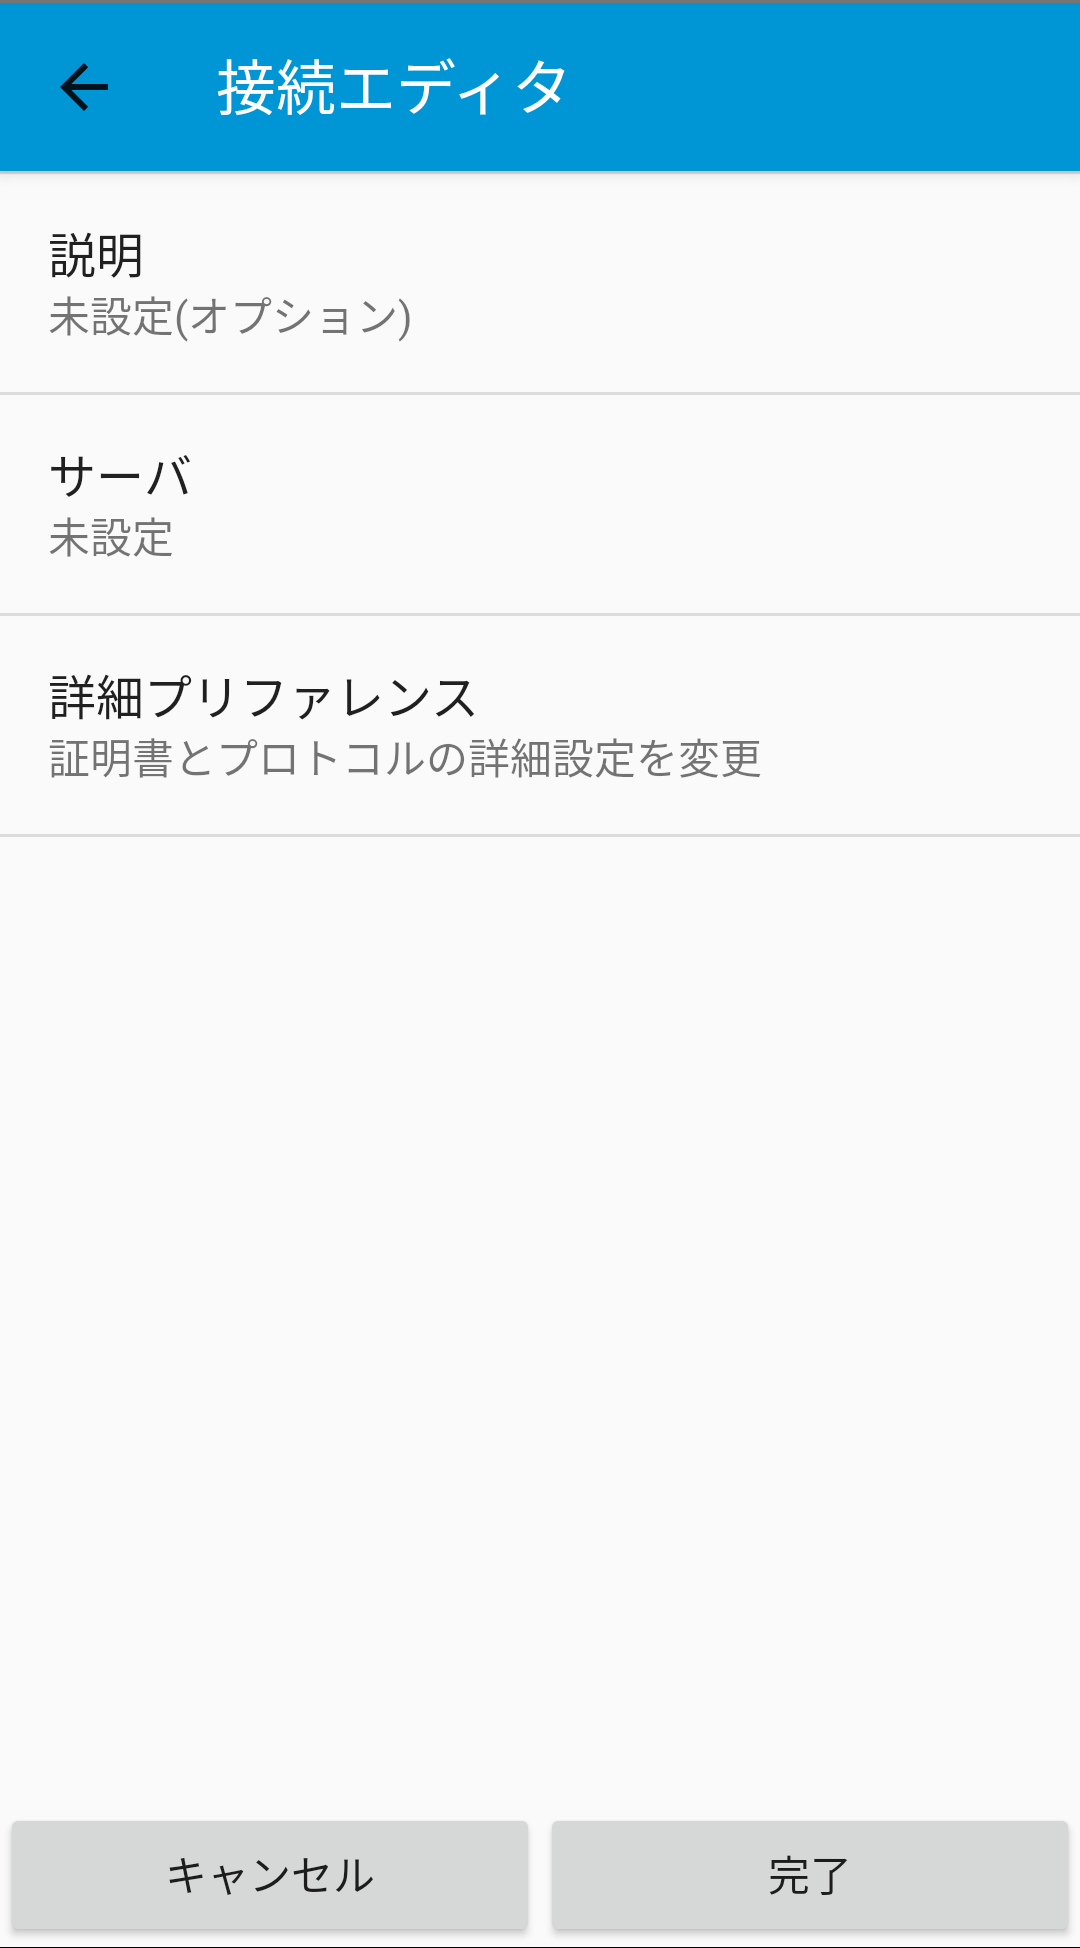 接続エディタ
説明
未設定(オプション)
サーバ
未設定
詳細プリファレンス
証明書とプロトコルの詳細設定を変更
キャンセル
完了